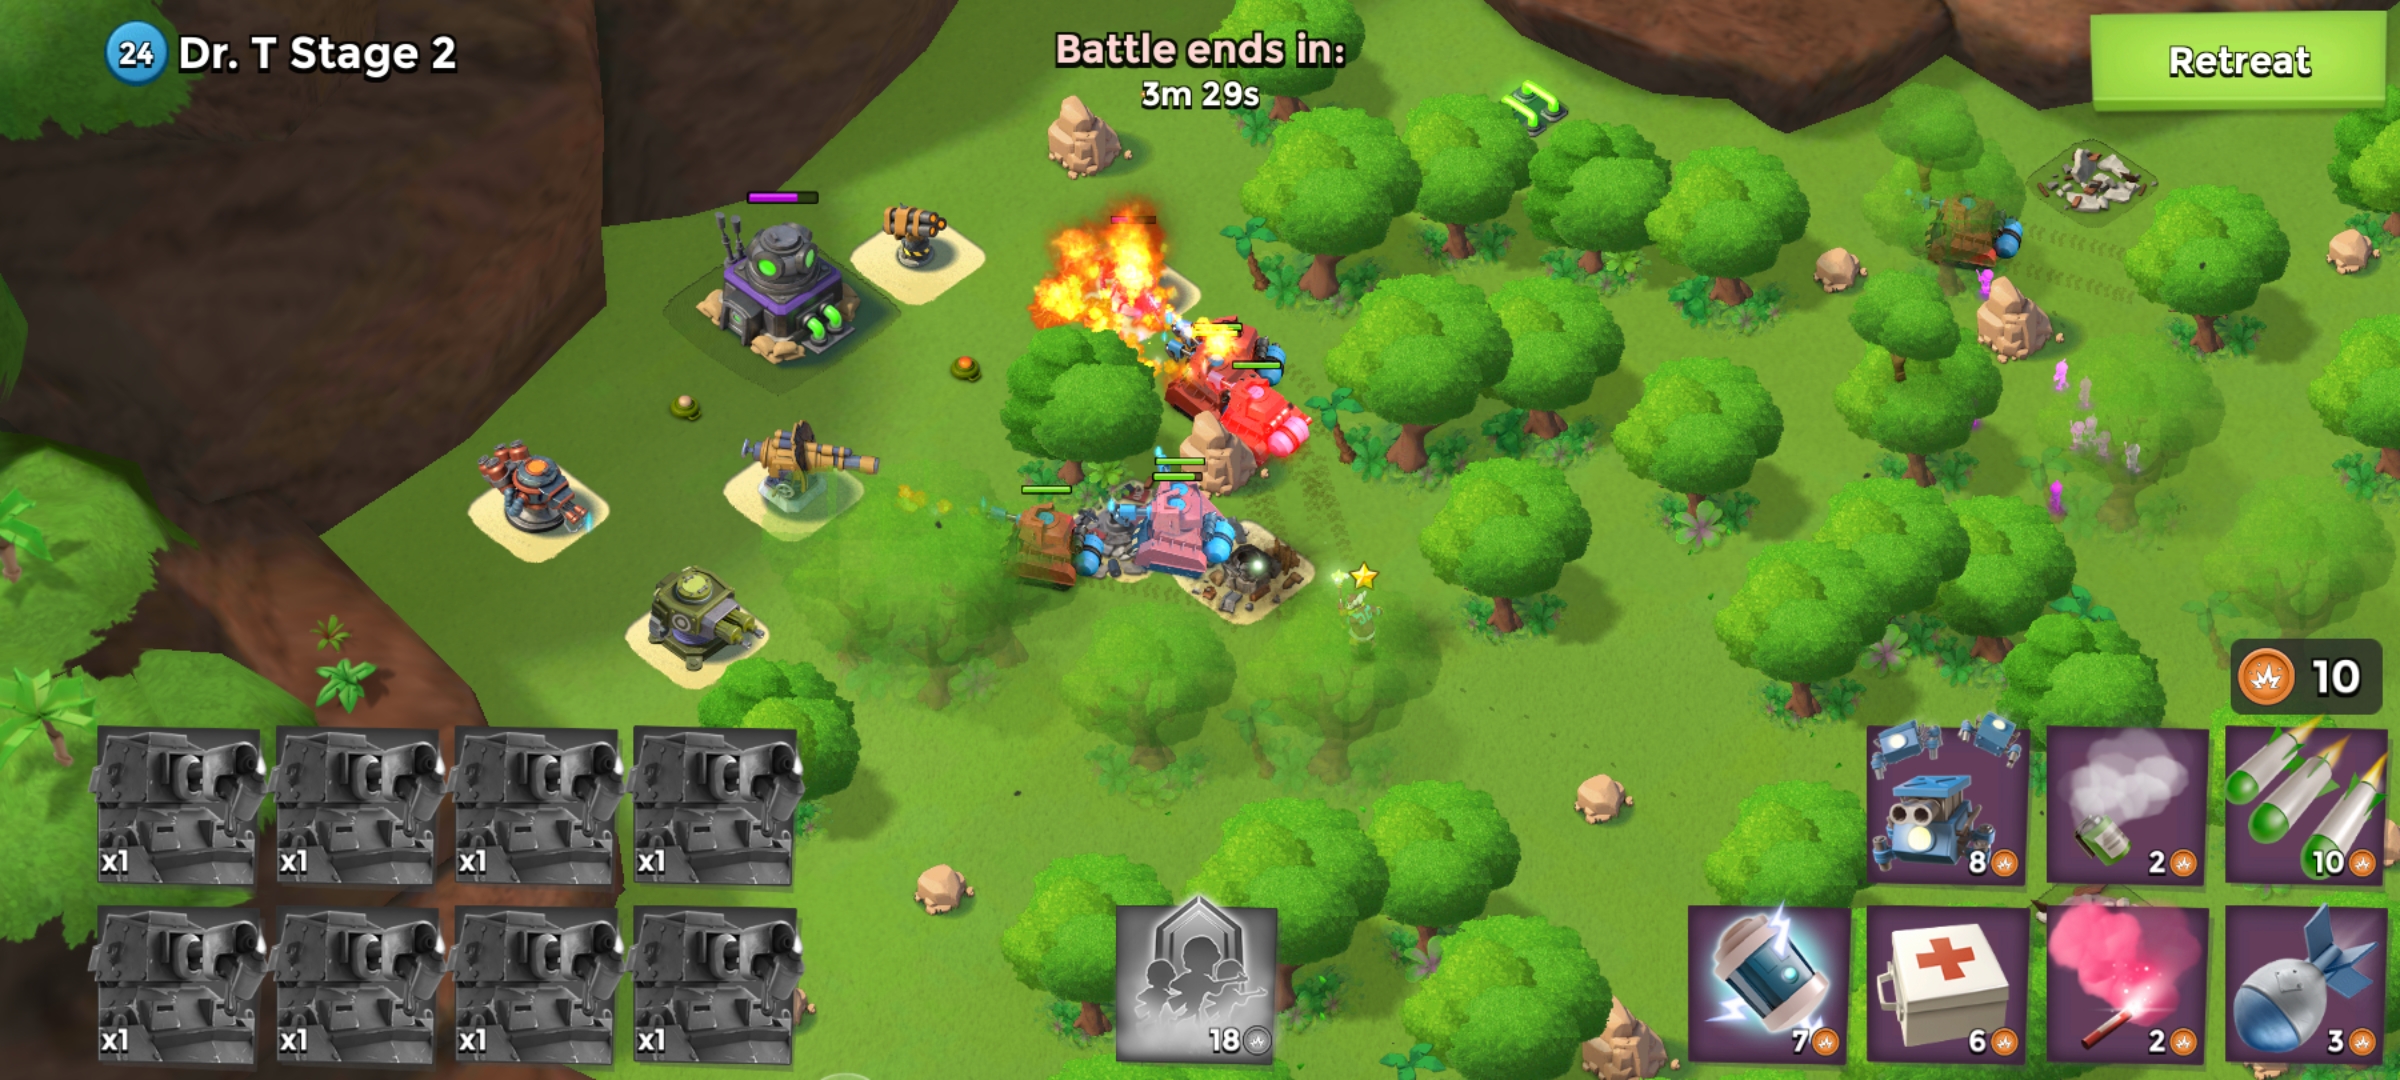 24 Dr. T Stage 2
Battle ends in:
3m 29s
Retreat
10
x1 x1 x1 x1
8 2 10
x1 x1 x1 x1
18
7 6 2 3